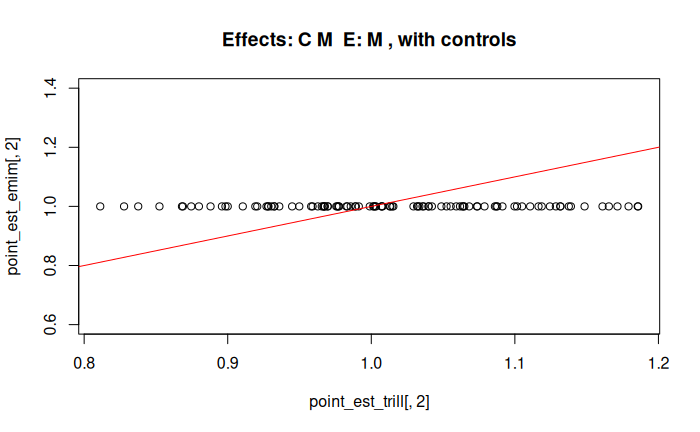 Effects: C M  E: M , with controls
1.4
1.2
1.0
0.8
0.6
point_est_emim[, 2]
0.8 0.9 1.0 1.1 1.2
point_est_trill[, 2]